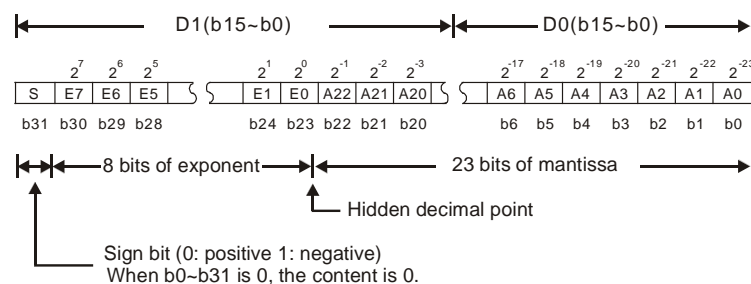 D1(b15~b0) D0(b15~b0)
2^7 2^6 2^5 2^1 2^0 2^-1 2^-2 2^-3 2^-17 2^-18 2^-19 2^-20 2^-21 2^-22 2^-23
S E7 E6 E5 E1 E0 A22 A21 A20 A6 A5 A4 A3 A2 A1 A0
b31 b30 b29 b28 b24 b23 b22 b21 b20 b6 b5 b4 b3 b2 b1 b0
8 bits of exponent 23 bits of mantissa
Hidden decimal point
Sign bit (0: positive 1: negative)
When b0~b31 is 0, the content is 0.